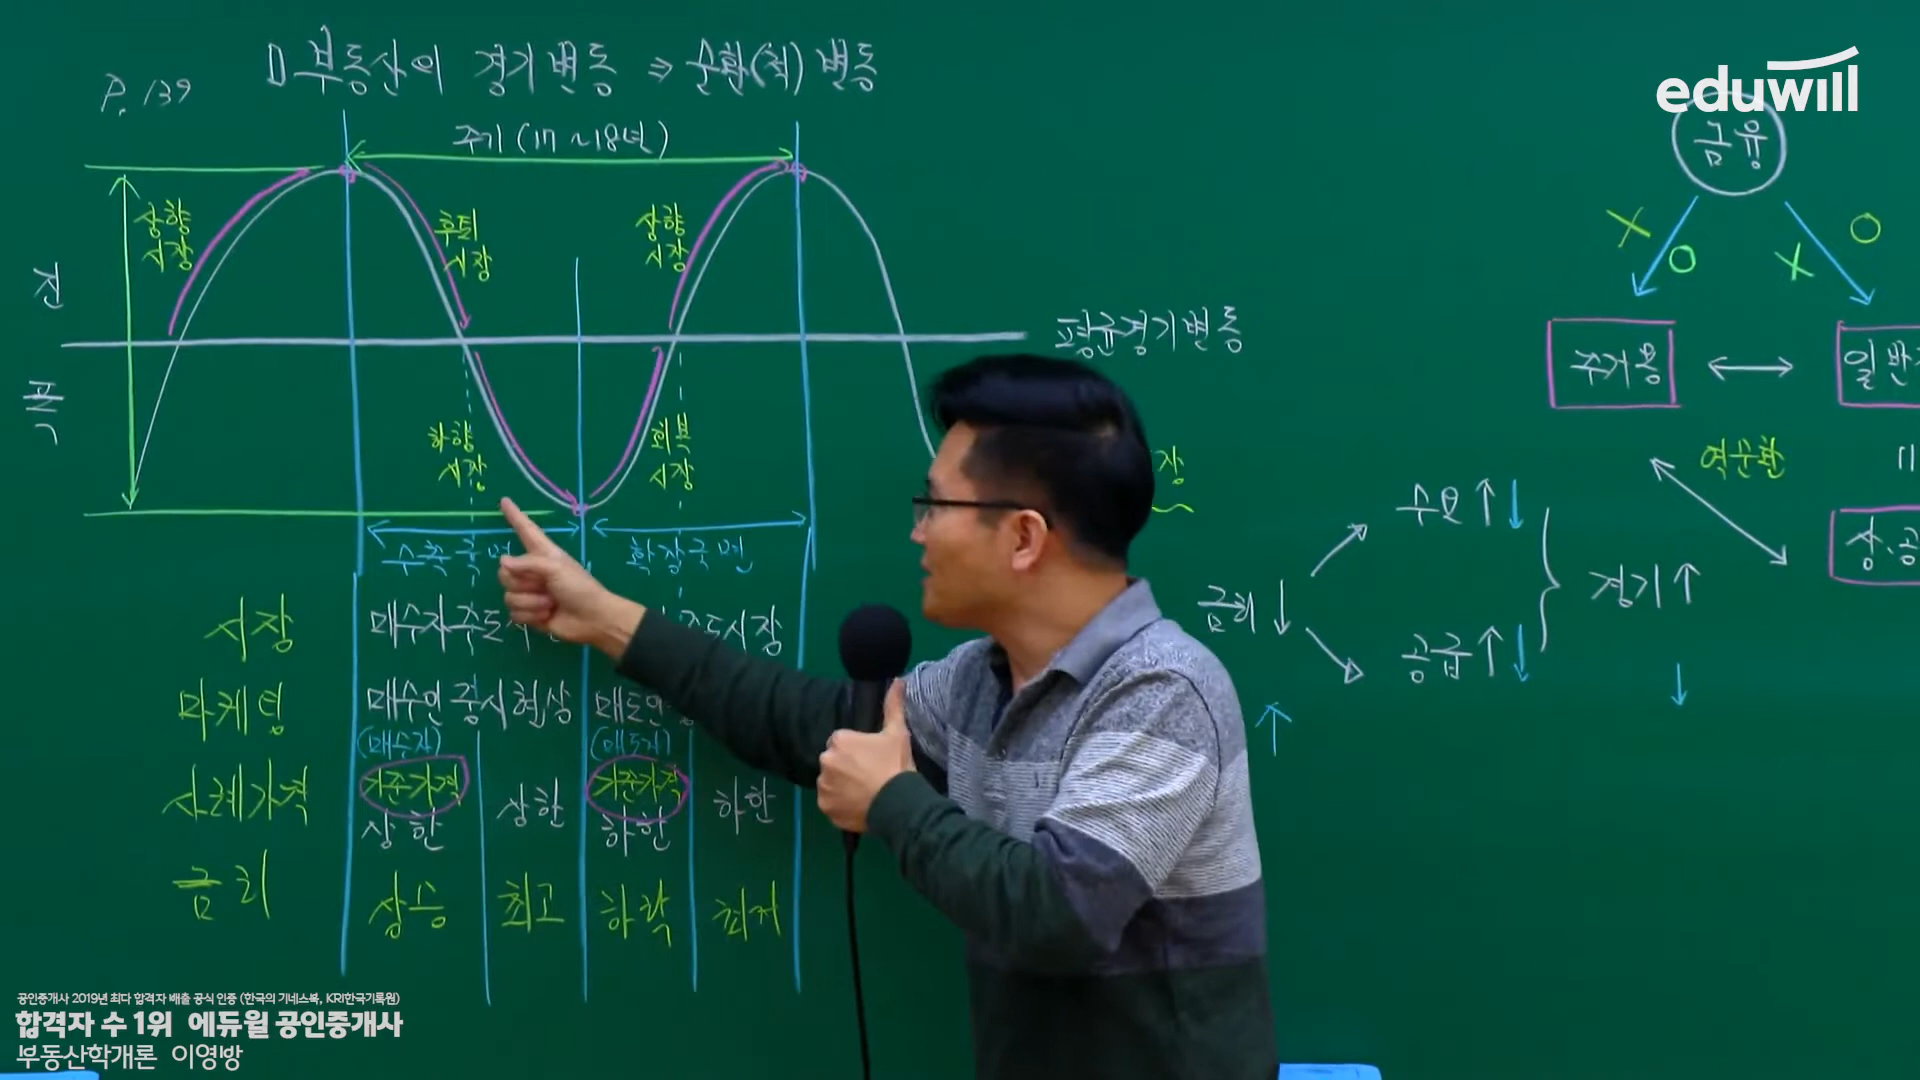 P. 139
1) 부동산의 경기변동 ⇒ 순환(적) 변동
eduwill
금융
주기 (17 ~18년)
상향
시장
후퇴
시장
상향
시장
X
O
X
O
진
폭
평균경기변동
주거용
일반
하향
시장
회복
시장
장
역순환
수요 ↑ ↓
상.공
수축국면
확장국면
금리 ↓
경기 ↑
공급 ↑ ↓
↓
↑
시장
매수자주도
주도시장
마케팅
매수인 중시현상
매도인
(매수자)
(매도자)
사례가격
기준가격
상한
상한
기준가격
하한
하한
금리
상승
최고
하락
최저
공인중개사 2019년 최다 합격자 배출 공식 인증 (한국의 기네스북, KRI한국기록원)
합격자 수 1위 에듀윌 공인중개사
부동산학개론 이영방